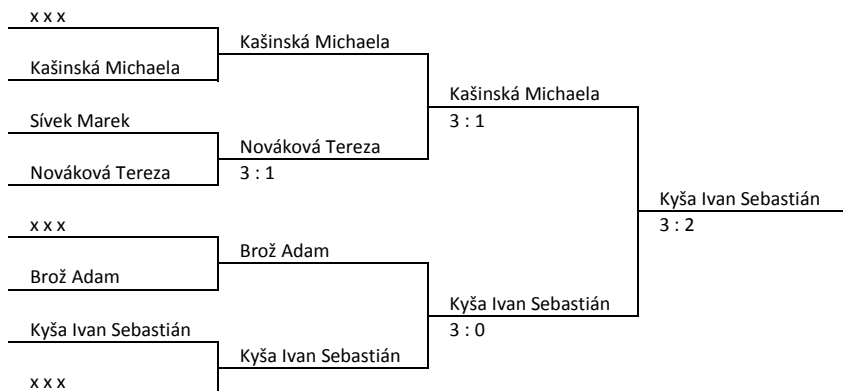 x x x
Kašinská Michaela
Kašinská Michaela
Kašinská Michaela
Sívek Marek
3 : 1
Nováková Tereza
Nováková Tereza
3 : 1
Kyša Ivan Sebastián
x x x
3 : 2
Brož Adam
Brož Adam
Kyša Ivan Sebastián
Kyša Ivan Sebastián
3 : 0
Kyša Ivan Sebastián
x x x